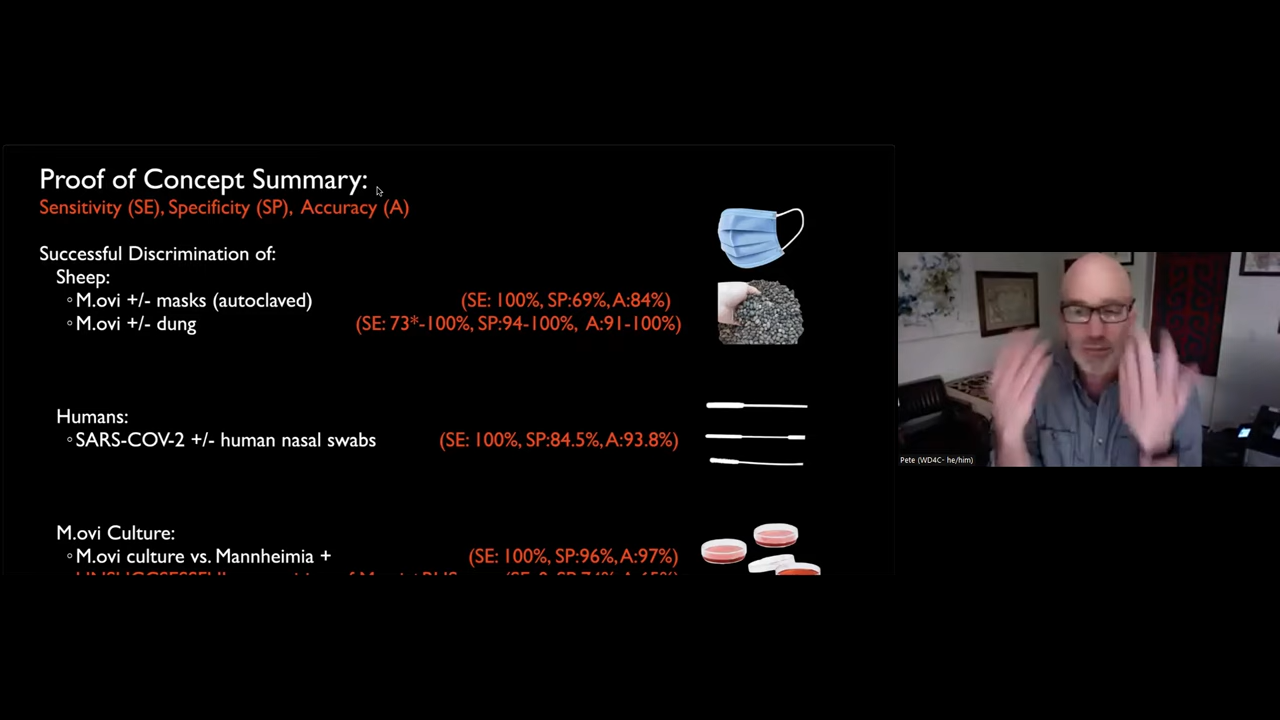 Proof of Concept Summary:
Sensitivity (SE), Specificity (SP), Accuracy (A)
Successful Discrimination of:
Sheep:
◦M.ovi +/- masks (autoclaved) (SE: 100%, SP:69%, A:84%)
◦M.ovi +/- dung (SE: 73*-100%, SP:94-100%, A:91-100%)
Humans:
◦SARS-COV-2 +/- human nasal swabs (SE: 100%, SP:84.5%, A:93.8%)
M.ovi Culture:
◦M.ovi culture vs. Mannheimia + (SE: 100%, SP:96%, A:97%)
Pete (WD4C- he/him)